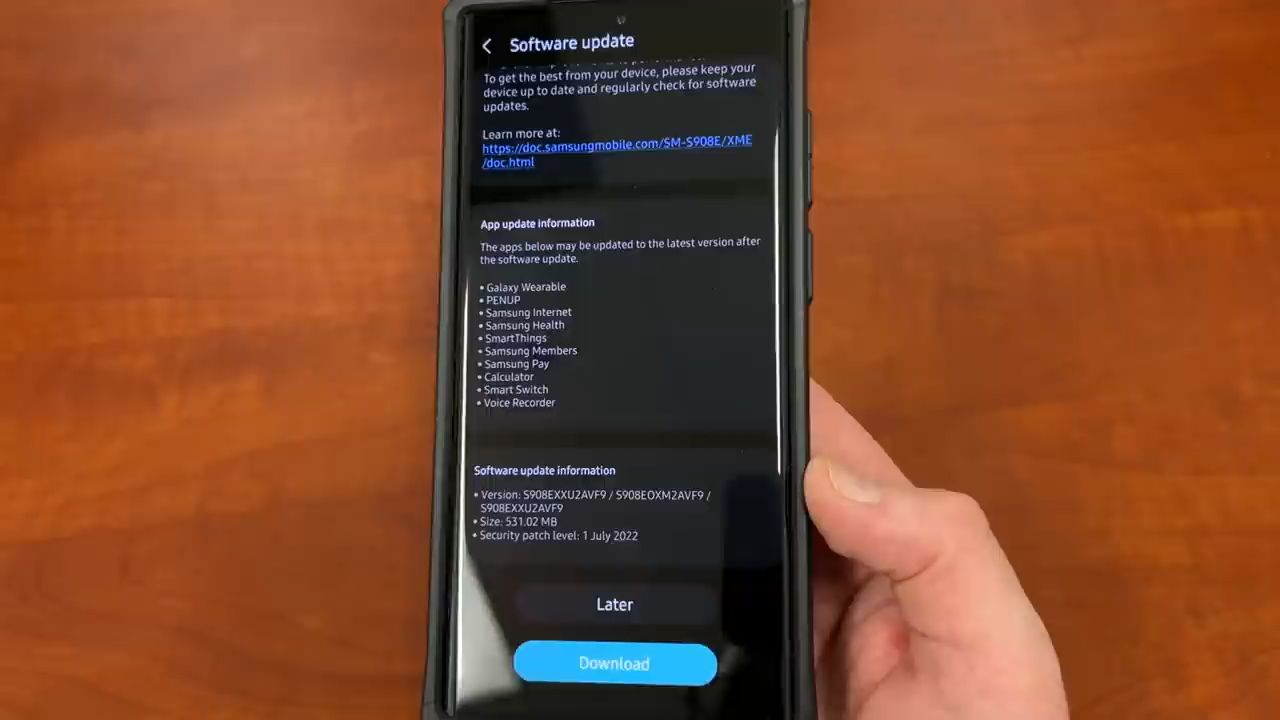 Software update
To get the best from your device, please keep your
device up to date and regularly check for software
updates.
Learn more at:
https://doc.samsungmobile.com/SM-S908E/XME
/doc.html
App update information
The apps below may be updated to the latest version after
the software update.
• Galaxy Wearable
• PENUP
• Samsung Internet
• Samsung Health
• SmartThings
• Samsung Members
• Samsung Pay
• Calculator
• Smart Switch
• Voice Recorder
Software update information
• Version: S908EXXU2AVF9 / S908EOXM2AVF9 /
S908EXXU2AVF9
• Size: 531.02 MB
• Security patch level: 1 July 2022
Later
Download